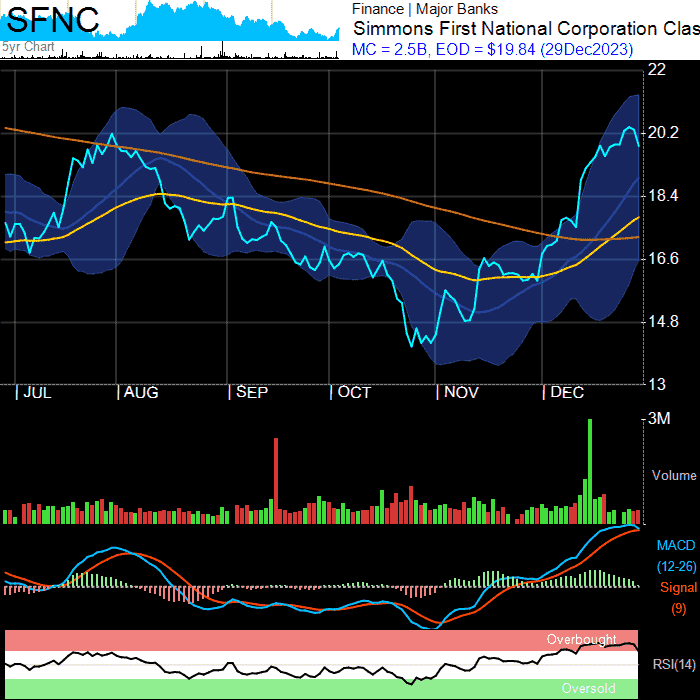 SFNC
5yr Chart
Finance | Major Banks
Simmons First National Corporation Clas
MC = 2.5B, EOD = $19.84 (29Dec2023)
22
20.2
18.4
16.6
14.8
13
| JUL | AUG | SEP | OCT | NOV | DEC
3M
Volume
MACD
(12-26)
Signal
(9)
Overbought
RSI(14)
Oversold